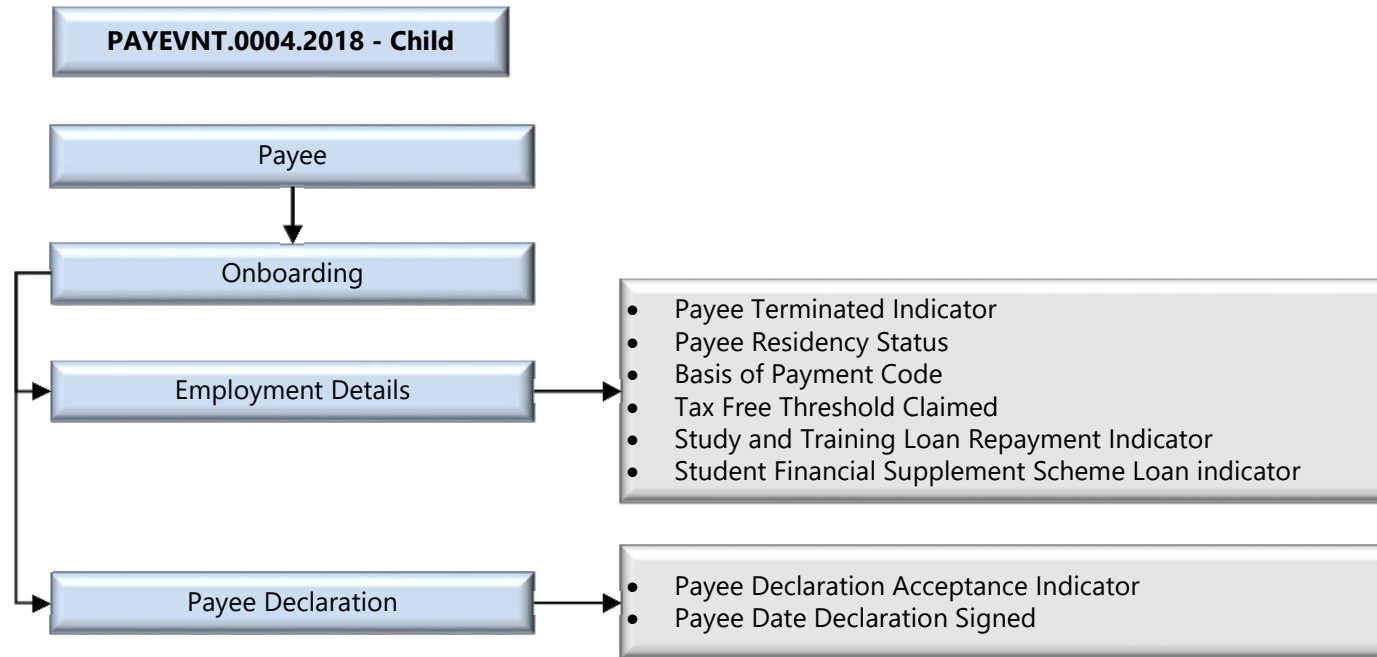 PAYEVNT.0004.2018 - Child
Payee
Onboarding
Employment Details
• Payee Terminated Indicator
• Payee Residency Status
• Basis of Payment Code
• Tax Free Threshold Claimed
• Study and Training Loan Repayment Indicator
• Student Financial Supplement Scheme Loan indicator
Payee Declaration
• Payee Declaration Acceptance Indicator
• Payee Date Declaration Signed